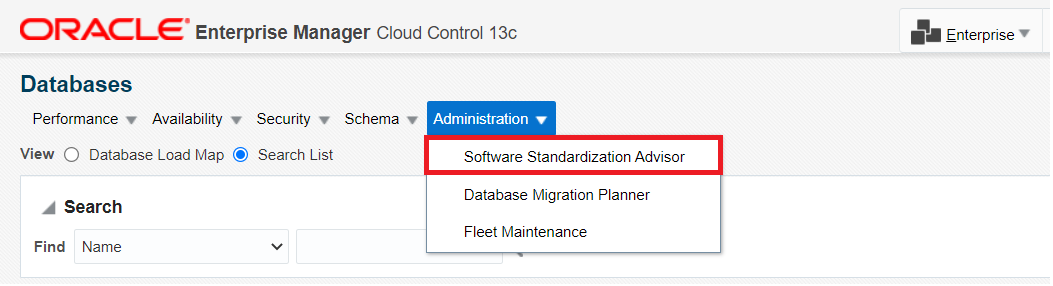 ORACLE Enterprise Manager Cloud Control 13c Enterprise
Databases
Performance Availability Security Schema Administration
View Database Load Map Search List
Software Standardization Advisor
Database Migration Planner
Fleet Maintenance
Search
Find Name